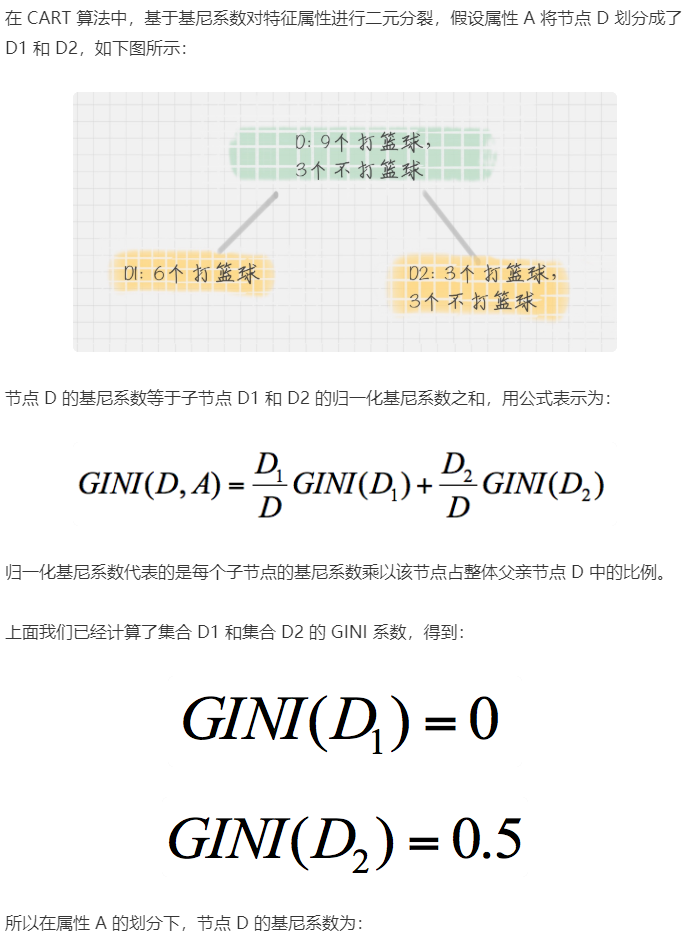 在 CART 算法中，基于基尼系数对特征属性进行二元分裂，假设属性 A 将节点 D 划分成了
D1 和 D2，如下图所示：
D: 9个 打篮球，
3个 不打篮球
D1: 6个 打篮球
D2: 3个 打篮球，
3个 不打篮球
节点 D 的基尼系数等于子节点 D1 和 D2 的归一化基尼系数之和，用公式表示为：
GINI(D, A) = D₁/D GINI(D₁) + D₂/D GINI(D₂)
归一化基尼系数代表的是每个子节点的基尼系数乘以该节点占整体父亲节点 D 中的比例。
上面我们已经计算了集合 D1 和集合 D2 的 GINI 系数，得到：
GINI(D₁) = 0
GINI(D₂) = 0.5
所以在属性 A 的划分下，节点 D 的基尼系数为：